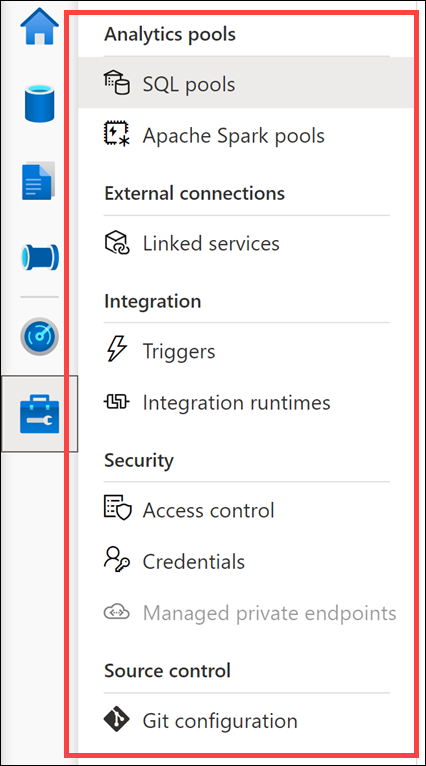 Analytics pools
SQL pools
Apache Spark pools
External connections
Linked services
Integration
Triggers
Integration runtimes
Security
Access control
Credentials
Managed private endpoints
Source control
Git configuration